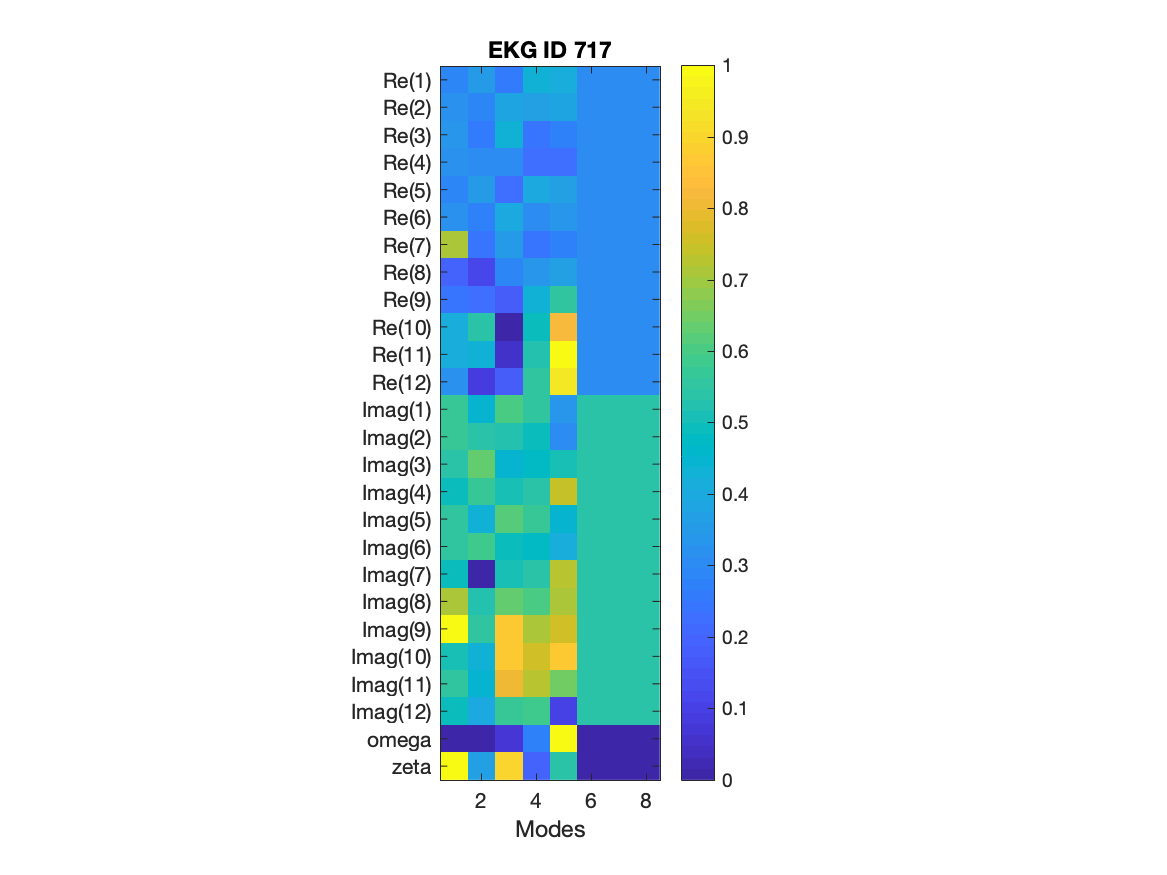 EKG ID 717
Re(1)
Re(2)
Re(3)
Re(4)
Re(5)
Re(6)
Re(7)
Re(8)
Re(9)
Re(10)
Re(11)
Re(12)
Imag(1)
Imag(2)
Imag(3)
Imag(4)
Imag(5)
Imag(6)
Imag(7)
Imag(8)
Imag(9)
Imag(10)
Imag(11)
Imag(12)
omega
zeta
2 4 6 8
Modes
1
0.9
0.8
0.7
0.6
0.5
0.4
0.3
0.2
0.1
0